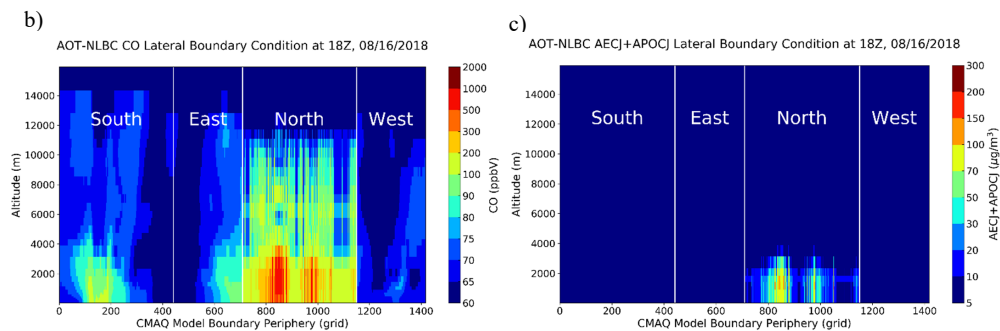 b)
AOT-NLBC CO Lateral Boundary Condition at 18Z, 08/16/2018
14000
12000
10000
8000
6000
4000
2000
Altitude (m)
South
East
North
West
0
200
400
600
800
1000
1200
1400
CMAQ Model Boundary Periphery (grid)
2000
1000
500
300
200
100
90
80
70
75
65
60
CO (ppbV)
c)
AOT-NLBC AECJ+APOCJ Lateral Boundary Condition at 18Z, 08/16/2018
14000
12000
10000
8000
6000
4000
2000
Altitude (m)
South
East
North
West
0
200
400
600
800
1000
1200
1400
CMAQ Model Boundary Periphery (grid)
300
200
150
100
70
50
30
20
10
5
AECJ+APOCJ (μg/m³)